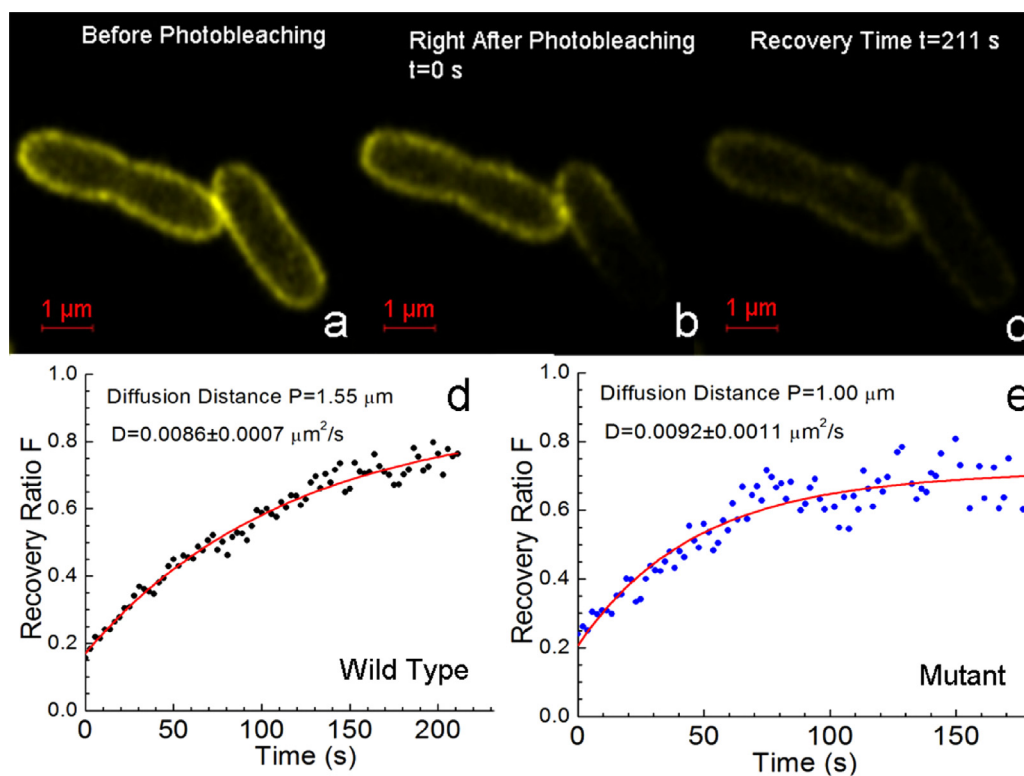 Before Photobleaching
Right After Photobleaching
t=0 s
Recovery Time t=211 s
1 µm
a
1 µm
b
1 µm
c
1.0
0.8
0.6
0.4
0.2
0.0
Recovery Ratio F
Diffusion Distance P=1.55 µm
D=0.0086±0.0007 µm²/s
d
Wild Type
0
50
100
150
200
Time (s)
1.0
0.8
0.6
0.4
0.2
0.0
Recovery Ratio F
Diffusion Distance P=1.00 µm
D=0.0092±0.0011 µm²/s
e
Mutant
0
50
100
150
Time (s)